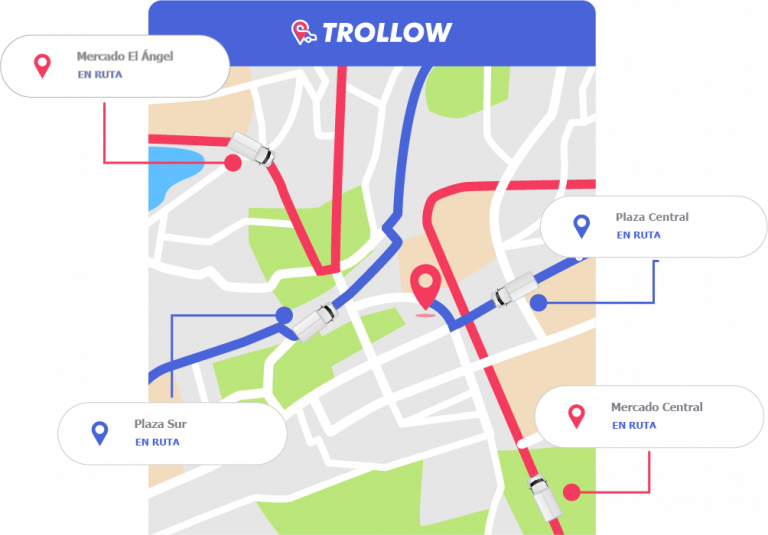 TROLLOW
Mercado El Ángel
EN RUTA
Plaza Central
EN RUTA
Plaza Sur
EN RUTA
Mercado Central
EN RUTA